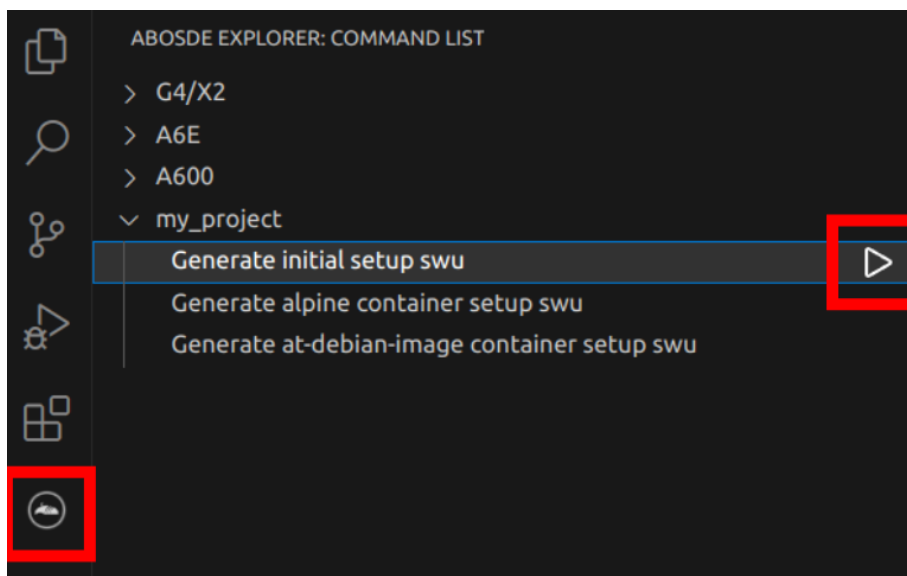 ABOSDE EXPLORER: COMMAND LIST
G4/X2
A6E
A600
my_project
Generate initial setup swu
Generate alpine container setup swu
Generate at-debian-image container setup swu